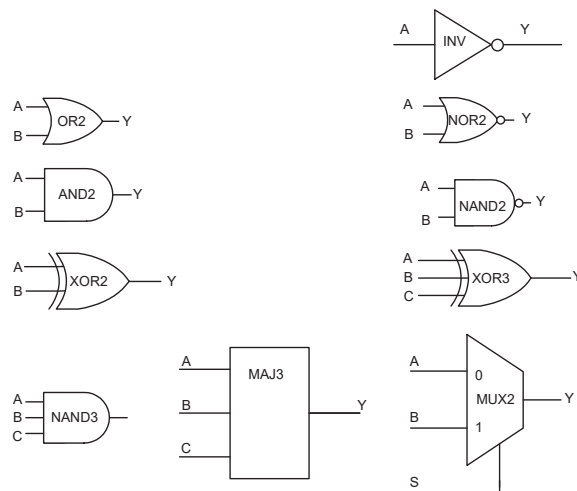 A INV Y
A OR2 Y
B
A NOR2 Y
B
A AND2 Y
B
A NAND2 Y
B
A XOR2 Y
B
A XOR3 Y
B
C
A NAND3
B
C
A MAJ3 Y
B
C
A 0 MUX2 Y
B 1
S